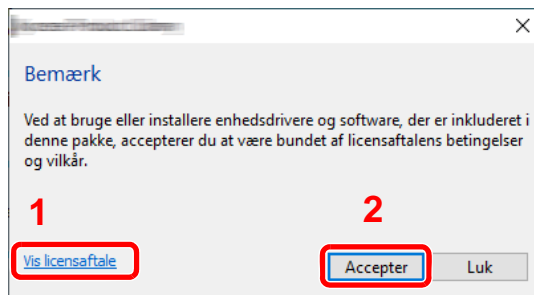 Bemærk
Ved at bruge eller installere enhedsdrivere og software, der er inkluderet i
denne pakke, accepterer du at være bundet af licensaftalens betingelser
og vilkår.
1
2
Vis licensaftale
Accepter
Luk